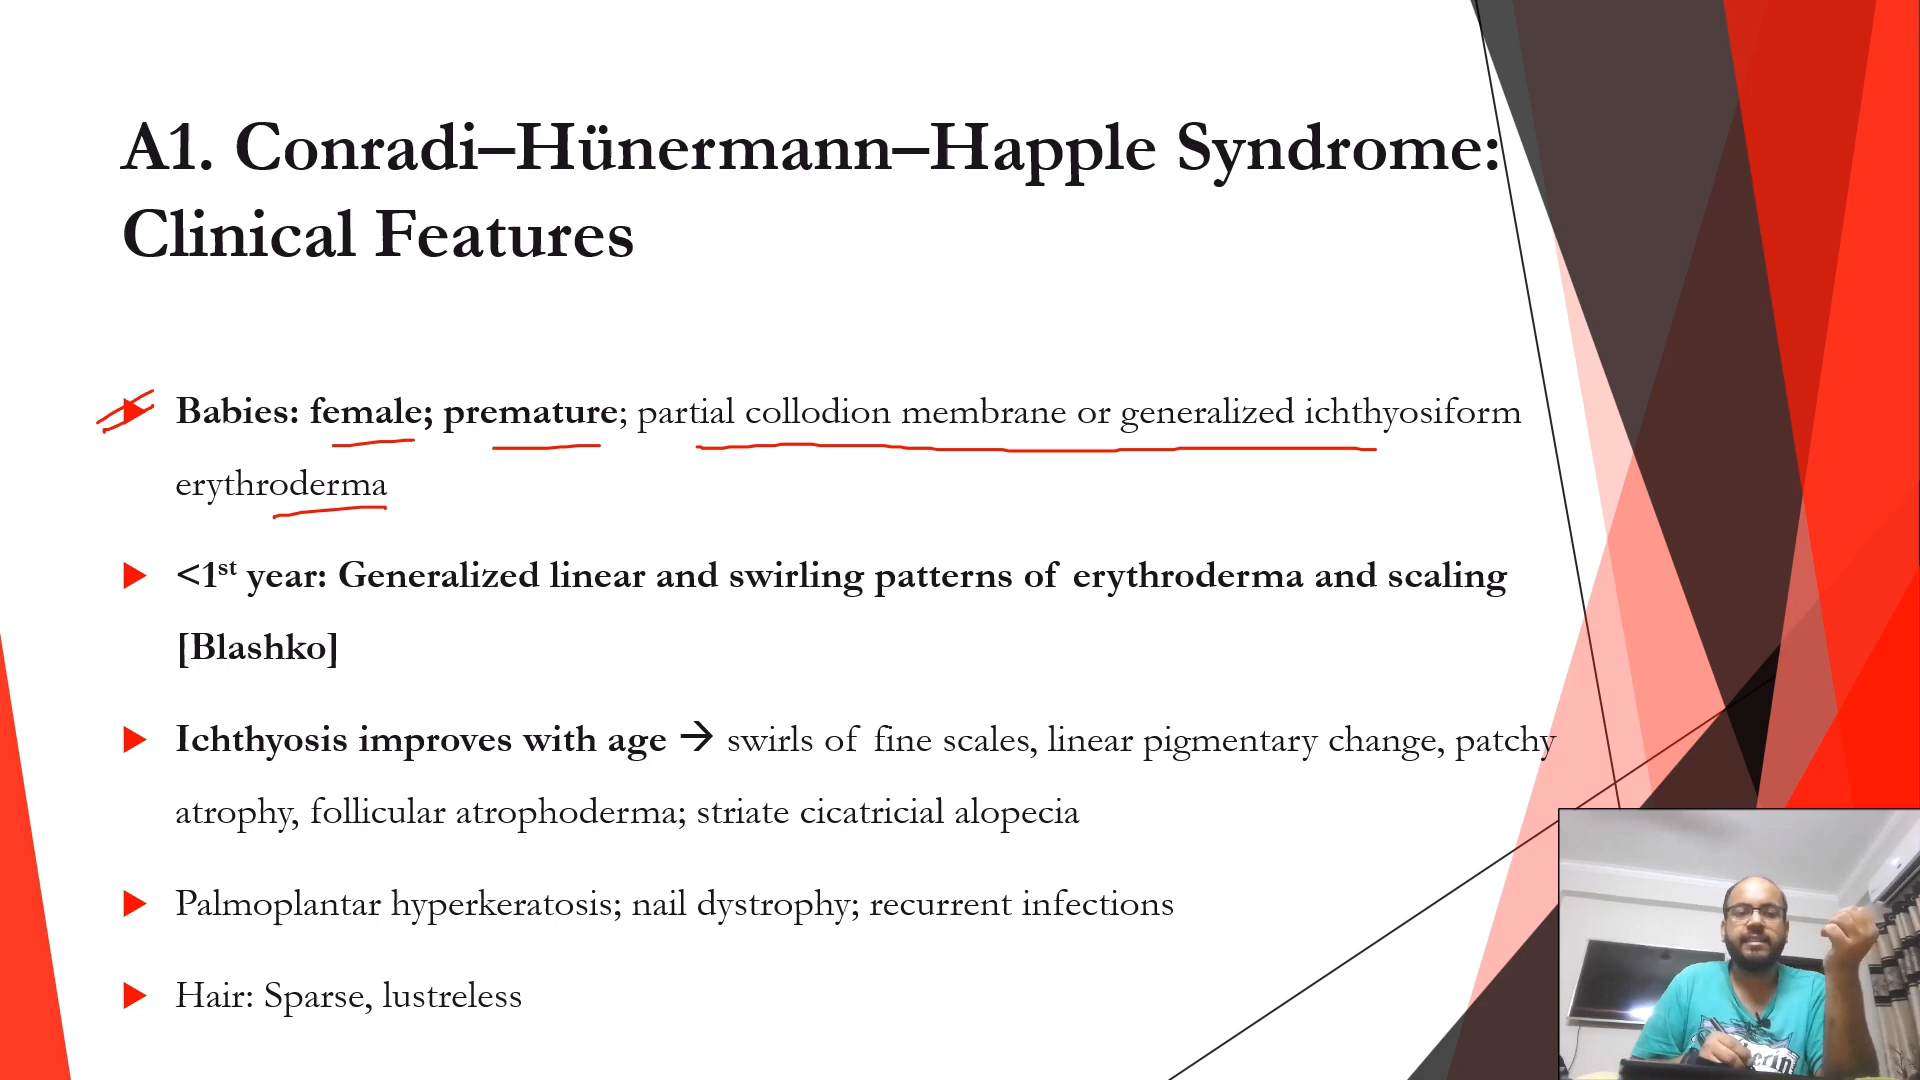 A1. Conradi–Hünermann–Happle Syndrome:
Clinical Features
Babies: female; premature; partial collodion membrane or generalized ichthyosiform
erythroderma
<1st year: Generalized linear and swirling patterns of erythroderma and scaling
[Blashko]
Ichthyosis improves with age → swirls of fine scales, linear pigmentary change, patchy
atrophy, follicular atrophoderma; striate cicatricial alopecia
Palmoplantar hyperkeratosis; nail dystrophy; recurrent infections
Hair: Sparse, lustreless